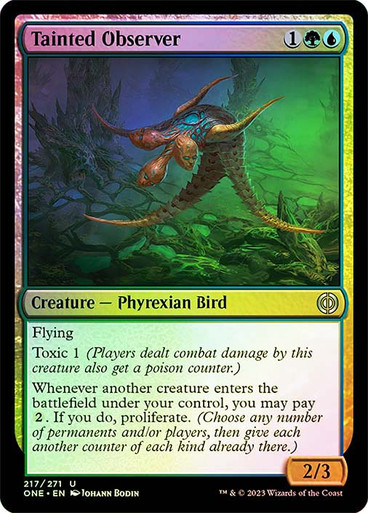 Tainted Observer 1
Creature — Phyrexian Bird
Flying
Toxic 1 (Players dealt combat damage by this
creature also get a poison counter.)
Whenever another creature enters the
battlefield under your control, you may pay
2. If you do, proliferate. (Choose any number
of permanents and/or players, then give each
another counter of each kind already there.)
2/3
217/271 U
ONE • EN Johann Bodin
™ & © 2023 Wizards of the Coast